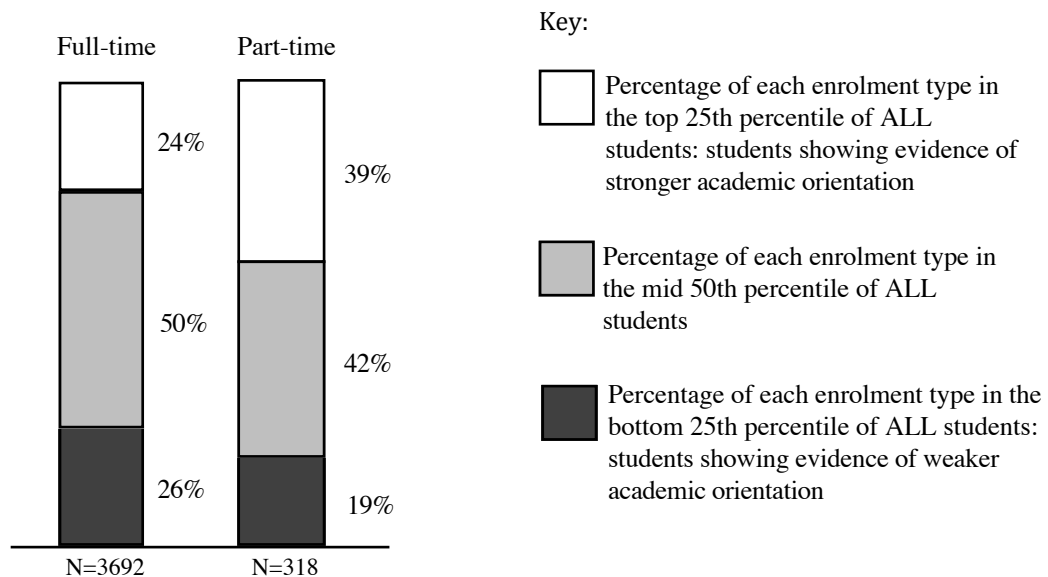 Full-time
Part-time
24%
39%
50%
42%
26%
19%
N=3692
N=318
Key:
Percentage of each enrolment type in
the top 25th percentile of ALL
students: students showing evidence of
stronger academic orientation
Percentage of each enrolment type in
the mid 50th percentile of ALL
students
Percentage of each enrolment type in the
bottom 25th percentile of ALL students:
students showing evidence of weaker
academic orientation